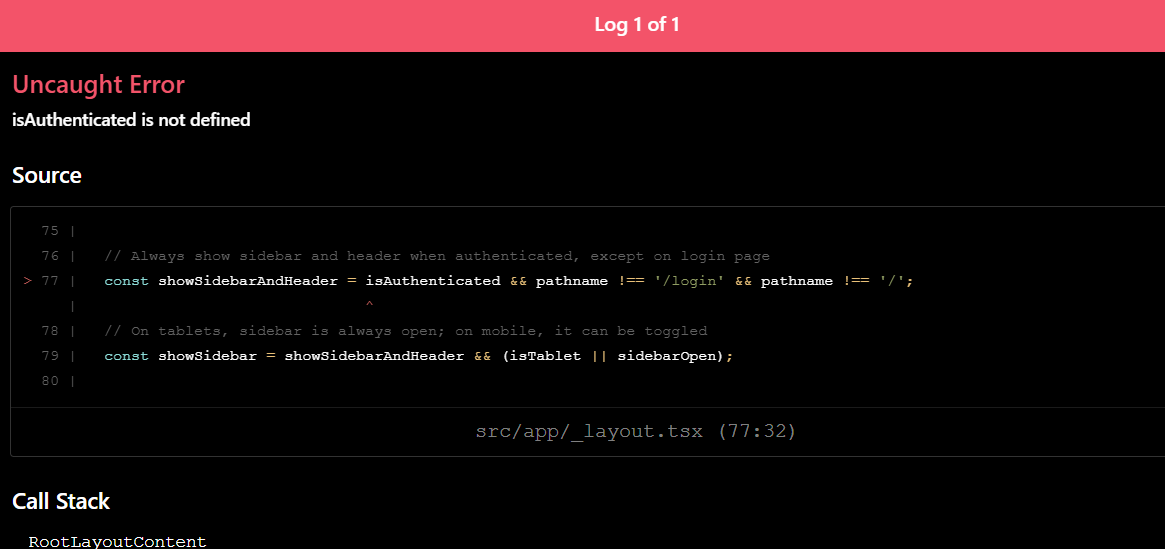 Log 1 of 1
Uncaught Error
isAuthenticated is not defined
Source
75 |
76 |   // Always show sidebar and header when authenticated, except on login page
> 77 |   const showSidebarAndHeader = isAuthenticated && pathname !== '/login' && pathname !== '/';
|                                ^
78 |   // On tablets, sidebar is always open; on mobile, it can be toggled
79 |   const showSidebar = showSidebarAndHeader && (isTablet || sidebarOpen);
80 |
src/app/_layout.tsx (77:32)
Call Stack
RootLayoutContent